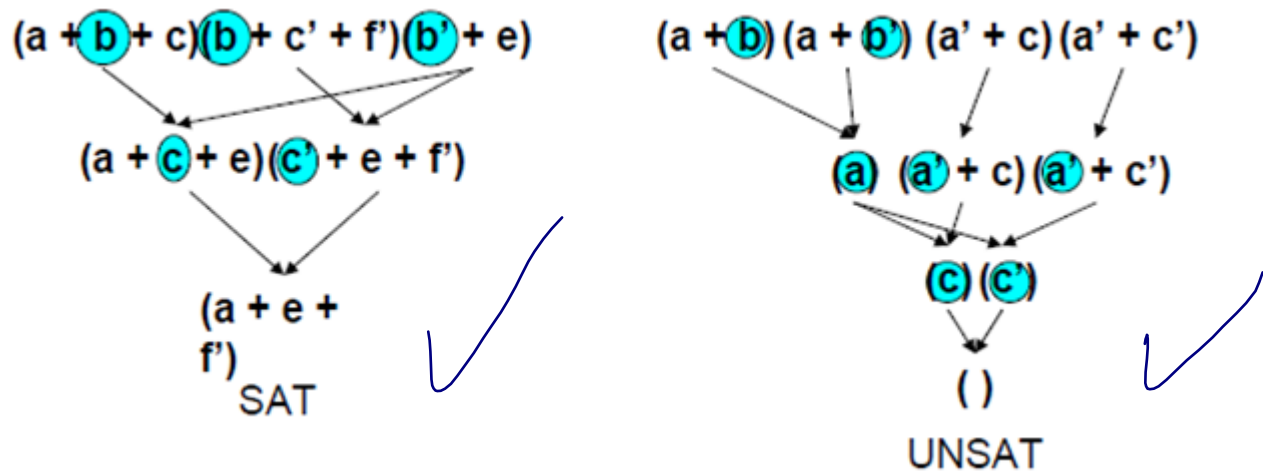 (a + b + c)(b + c' + f')(b' + e)
(a + c + e)(c' + e + f')
(a + e +
f')
SAT
(a + b) (a + b') (a' + c) (a' + c')
(a) (a' + c) (a' + c')
(c) (c')
( )
UNSAT